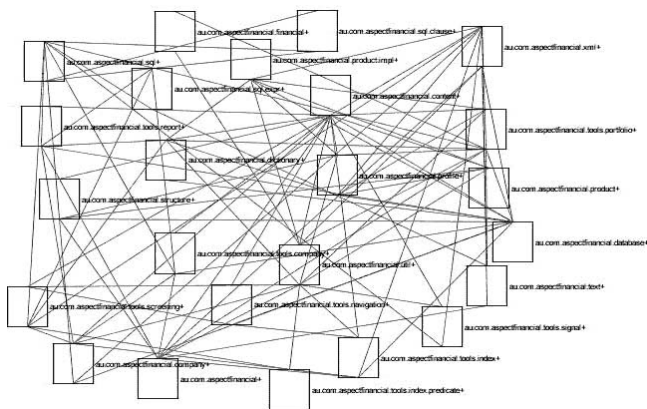 au.com.aspectfinancial.financial+
au.com.aspectfinancial.sql.clause+
au.com.aspectfinancial.sql+
au.com.aspectfinancial.product.impl+
au.com.aspectfinancial.xml+
au.com.aspectfinancial.sql.expr+
au.com.aspectfinancial.content+
au.com.aspectfinancial.tools.report+
au.com.aspectfinancial.tools.portfolio+
au.com.aspectfinancial.dictionary+
au.com.aspectfinancial.profile+
au.com.aspectfinancial.product+
au.com.aspectfinancial.structure+
au.com.aspectfinancial.database+
au.com.aspectfinancial.tools.company+
au.com.aspectfinancial.util+
au.com.aspectfinancial.text+
au.com.aspectfinancial.tools.screening+
au.com.aspectfinancial.tools.navigation+
au.com.aspectfinancial.tools.signal+
au.com.aspectfinancial.company+
au.com.aspectfinancial.tools.index+
au.com.aspectfinancial+
au.com.aspectfinancial.tools.index.predicate+